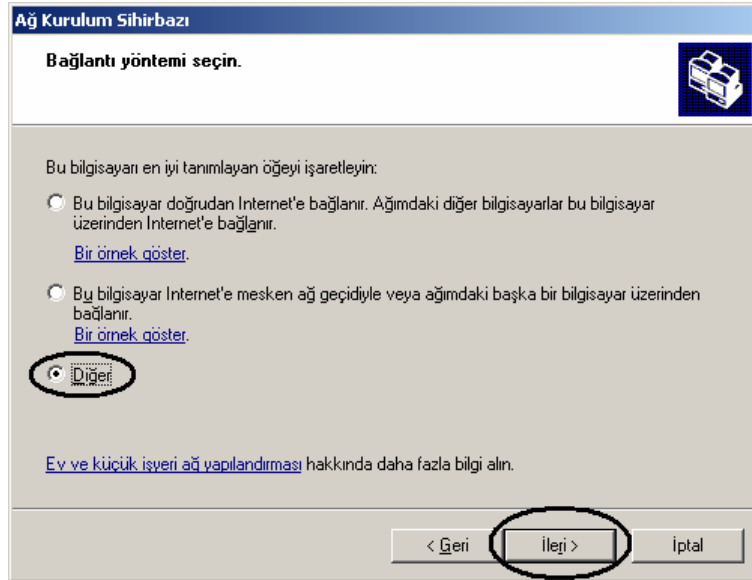 Ağ Kurulum Sihirbazı
Bağlantı yöntemi seçin.
Bu bilgisayarı en iyi tanımlayan öğeyi işaretleyin:
Bu bilgisayar doğrudan Internet'e bağlanır. Ağımdaki diğer bilgisayarlar bu bilgisayar
üzerinden Internet'e bağlanır.
Bir örnek göster.
Bu bilgisayar Internet'e mesken ağ geçidiyle veya ağımdaki başka bir bilgisayar üzerinden
bağlanır.
Bir örnek göster.
Diğer
Ev ve küçük işyeri ağ yapılandırması hakkında daha fazla bilgi alın.
< Geri İleri > İptal